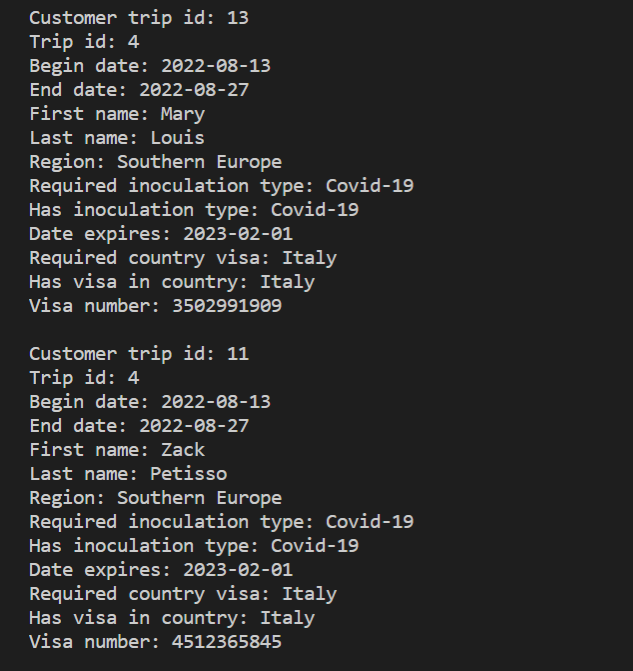 Customer trip id: 13
Trip id: 4
Begin date: 2022-08-13
End date: 2022-08-27
First name: Mary
Last name: Louis
Region: Southern Europe
Required inoculation type: Covid-19
Has inoculation type: Covid-19
Date expires: 2023-02-01
Required country visa: Italy
Has visa in country: Italy
Visa number: 3502991909

Customer trip id: 11
Trip id: 4
Begin date: 2022-08-13
End date: 2022-08-27
First name: Zack
Last name: Petisso
Region: Southern Europe
Required inoculation type: Covid-19
Has inoculation type: Covid-19
Date expires: 2023-02-01
Required country visa: Italy
Has visa in country: Italy
Visa number: 4512365845